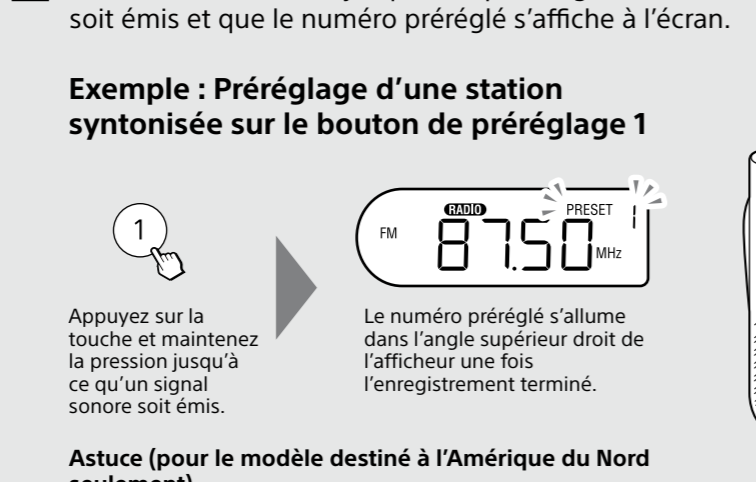 soit émis et que le numéro préréglé s’affiche à l’écran.
Exemple : Préréglage d’une station
syntonisée sur le bouton de préréglage 1
1
RADIO
PRESET
1
FM
87.50
MHz
Appuyez sur la
touche et maintenez
la pression jusqu’à
ce qu’un signal
sonore soit émis.
Le numéro préréglé s’allume
dans l’angle supérieur droit de
l’afficheur une fois
l’enregistrement terminé.
Astuce (pour le modèle destiné à l’Amérique du Nord
seulement)